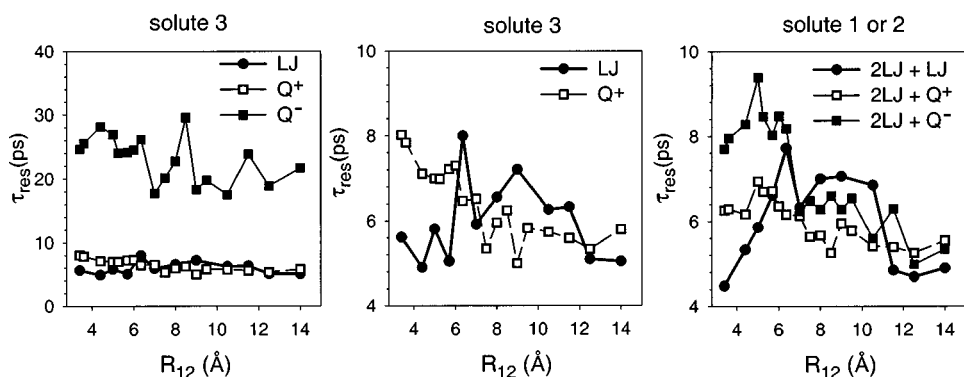 solute 3
solute 3
solute 1 or 2
40
30
20
10
0
τres(ps)
LJ
Q+
Q-
4 6 8 10 12 14
R12 (Å)
10
8
6
4
τres(ps)
LJ
Q+
4 6 8 10 12 14
R12 (Å)
10
8
6
4
τres(ps)
2LJ + LJ
2LJ + Q+
2LJ + Q-
4 6 8 10 12 14
R12 (Å)